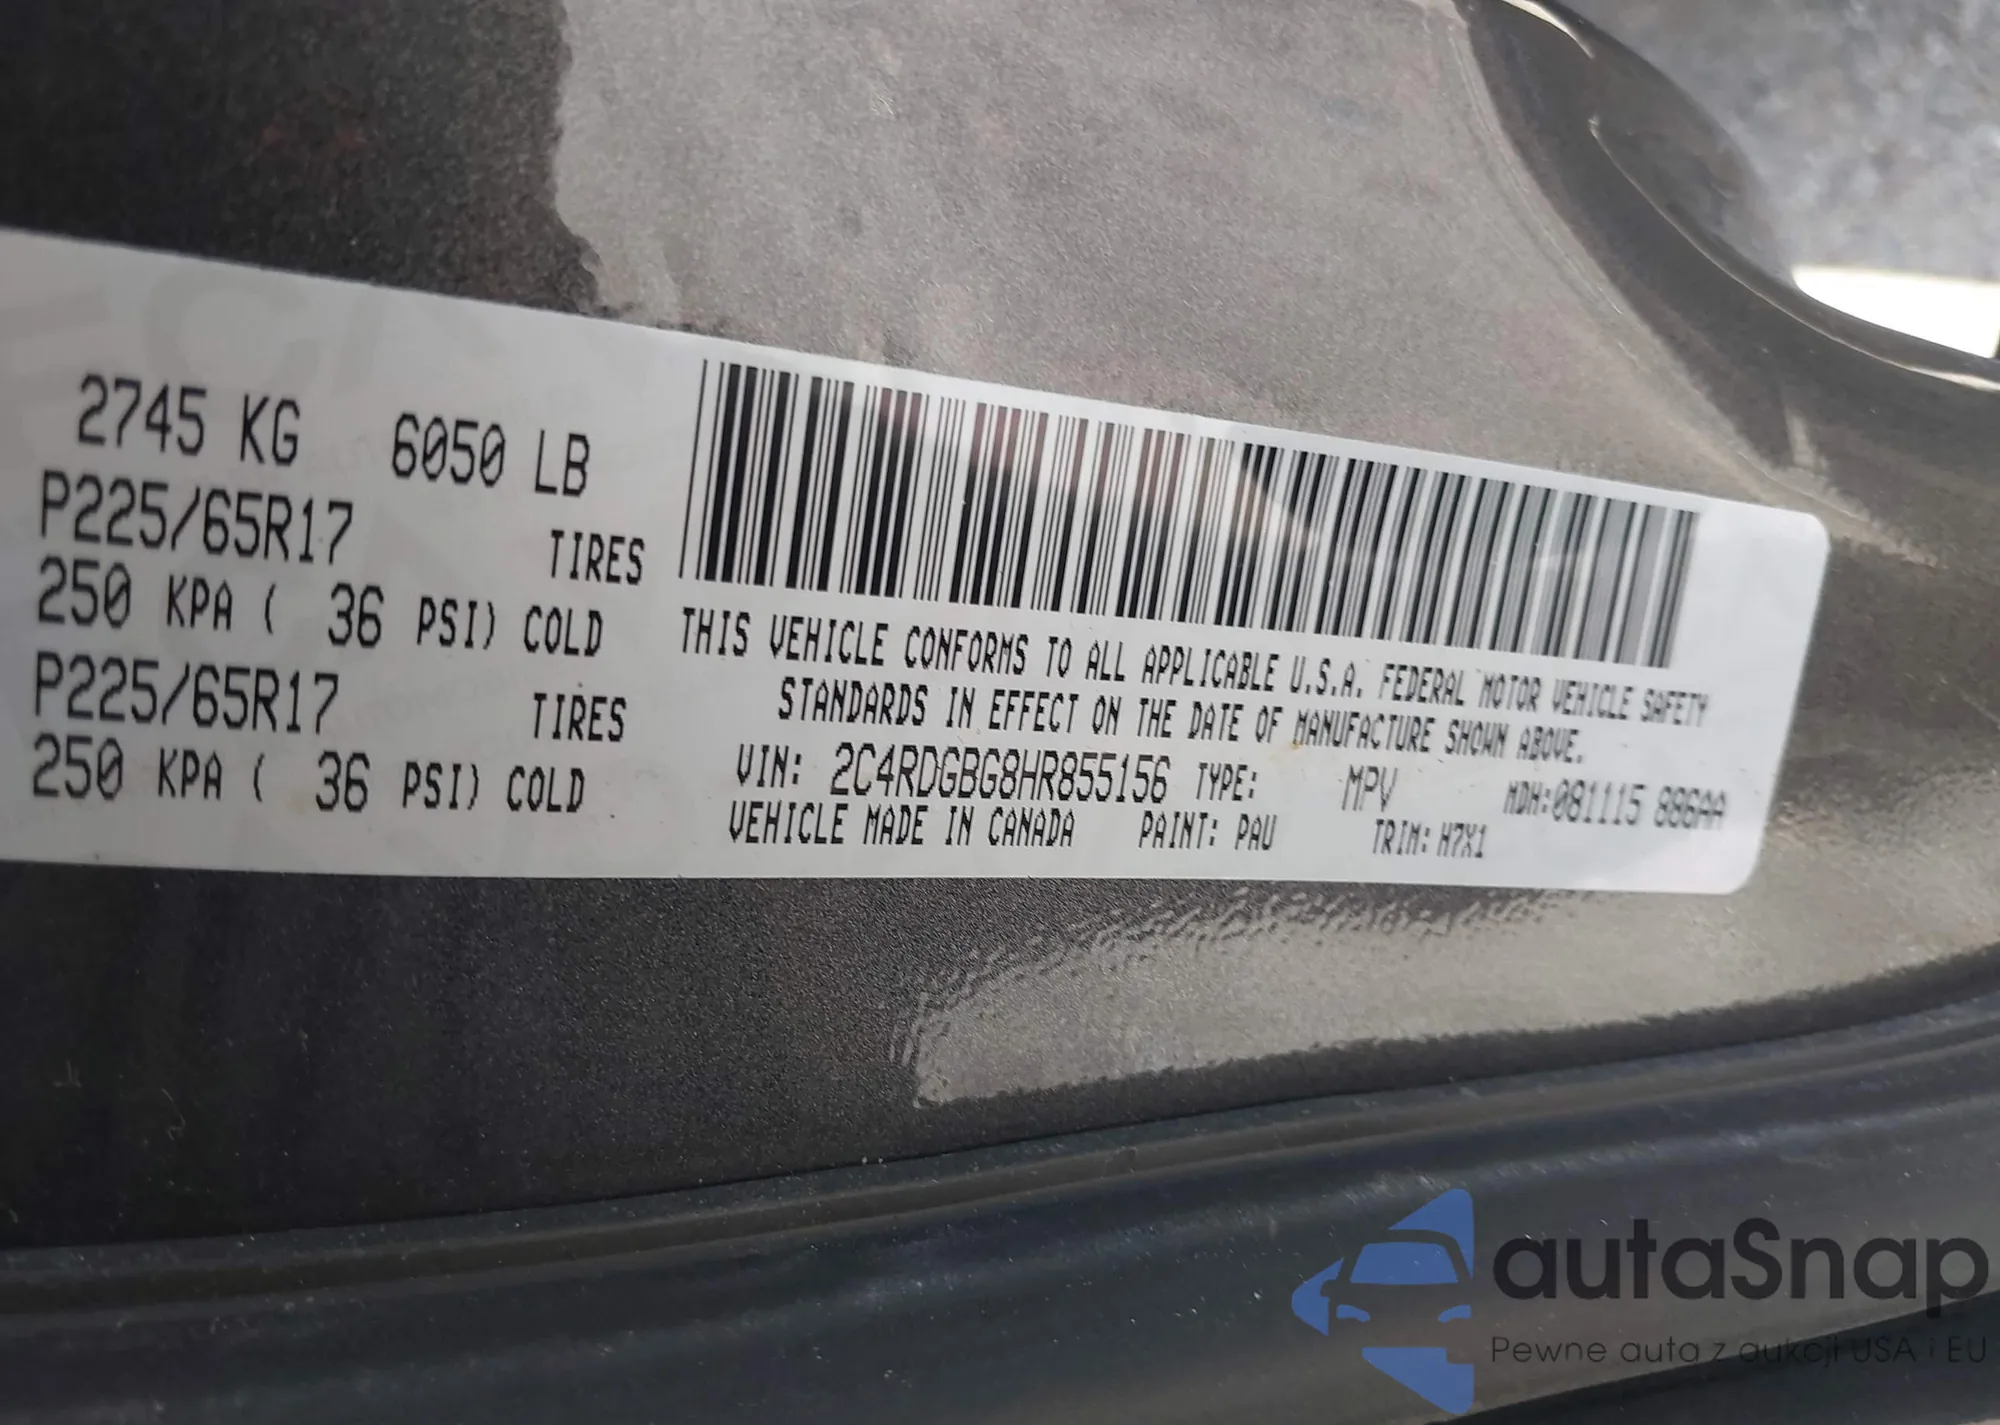 2745 KG 6050 LB
P225/65R17 TIRES
250 KPA ( 36 PSI) COLD
P225/65R17 TIRES
250 KPA ( 36 PSI) COLD
THIS VEHICLE CONFORMS TO ALL APPLICABLE U.S.A. FEDERAL MOTOR VEHICLE SAFETY
STANDARDS IN EFFECT ON THE DATE OF MANUFACTURE SHOWN ABOVE.
VIN: 2C4RDGBG8HR855156 TYPE: MPV MDH:081115 886AA
VEHICLE MADE IN CANADA PAINT: PAU TRIM: H7X1
autaSnap
Pewne auta z aukcji USA i EU